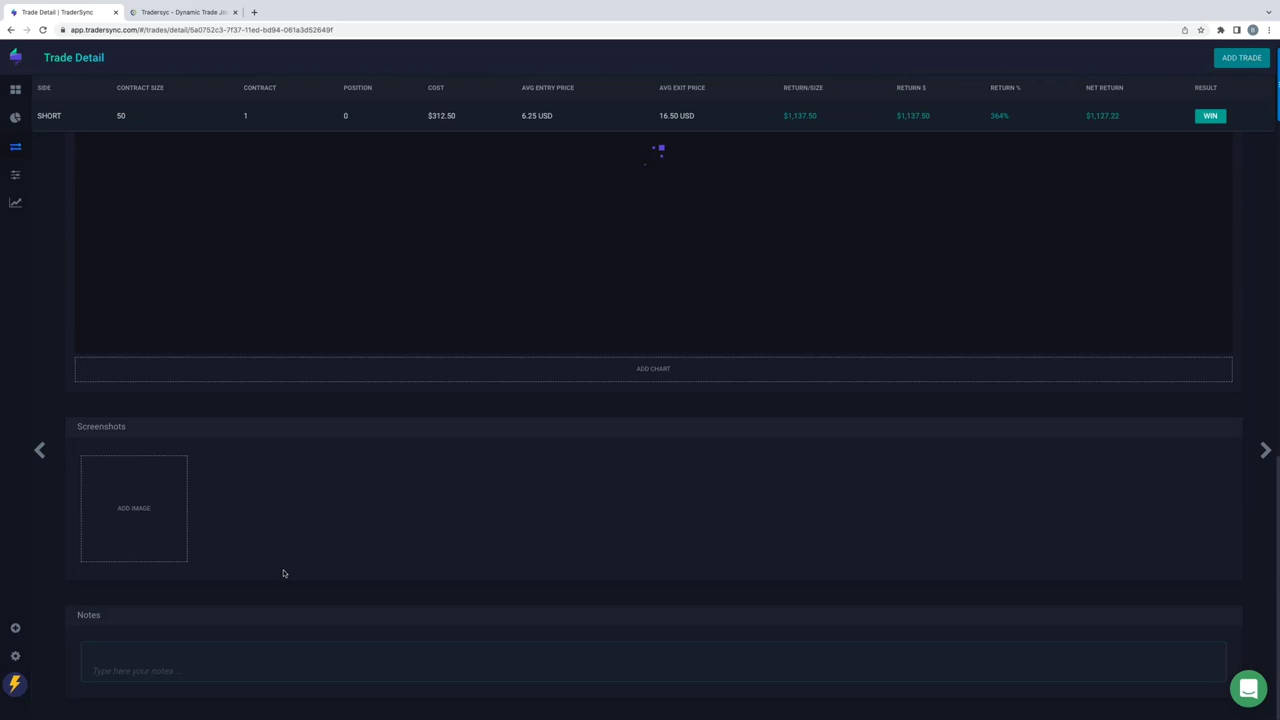 Trade Detail | TraderSync
Tradersyc - Dynamic Trade Jo
app.tradersync.com/#/trades/detail/5a0752c3-7f37-11ed-bd94-061a3d52649f
Trade Detail
ADD TRADE
SIDE CONTRACT SIZE CONTRACT POSITION COST AVG ENTRY PRICE AVG EXIT PRICE RETURN/SIZE RETURN $ RETURN % NET RETURN RESULT
SHORT 50 1 0 $312.50 6.25 USD 16.50 USD $1,137.50 $1,137.50 364% $1,127.22 WIN
ADD CHART
Screenshots
ADD IMAGE
Notes
Type here your notes ...